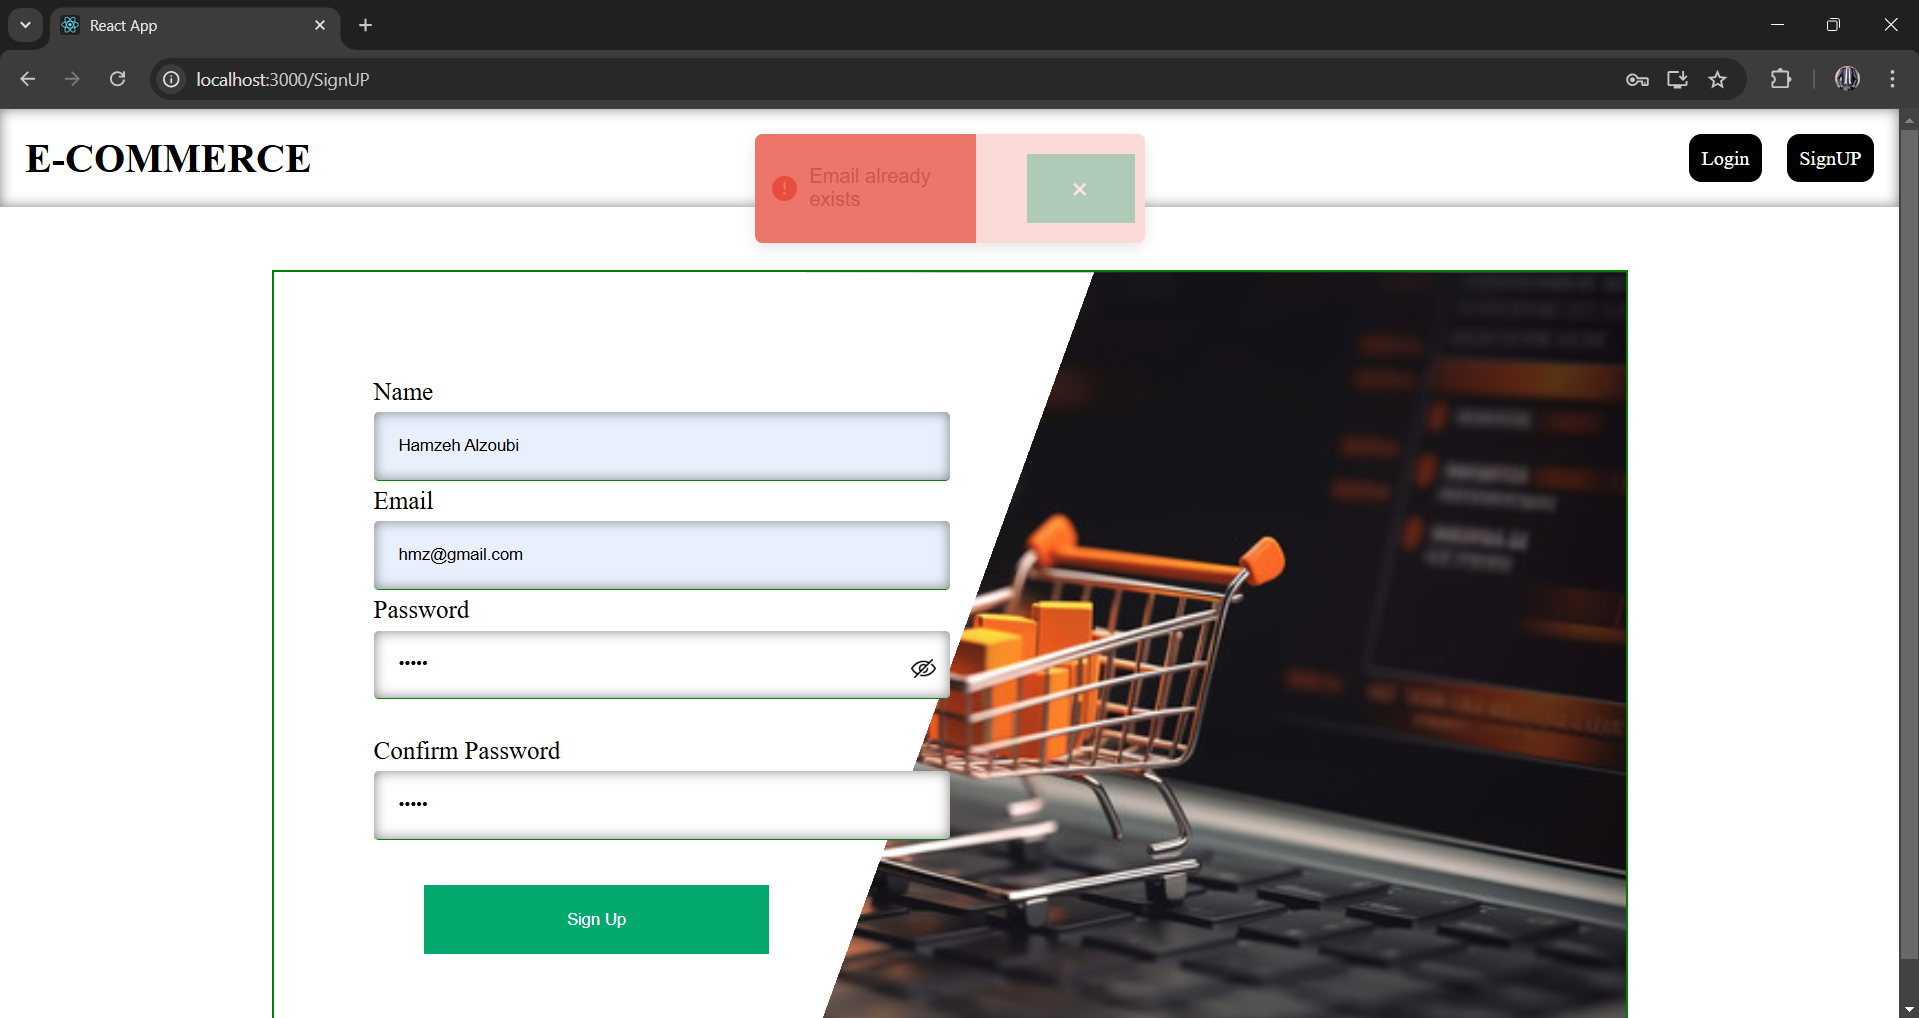 React App
localhost:3000/SignUP
E-COMMERCE
Email already
exists
Login
SignUP
Name
Hamzeh Alzoubi
Email
hmz@gmail.com
Password
•••••
Confirm Password
•••••
Sign Up